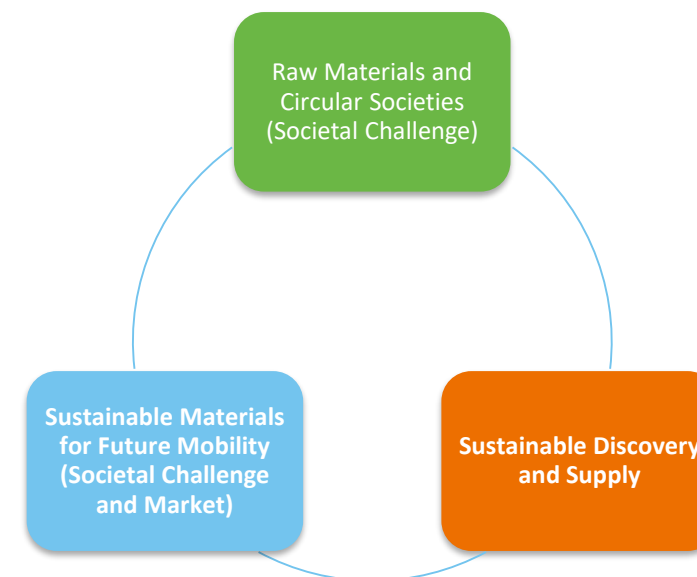 Raw Materials and
Circular Societies
(Societal Challenge)
Sustainable Materials
for Future Mobility
(Societal Challenge
and Market)
Sustainable Discovery
and Supply